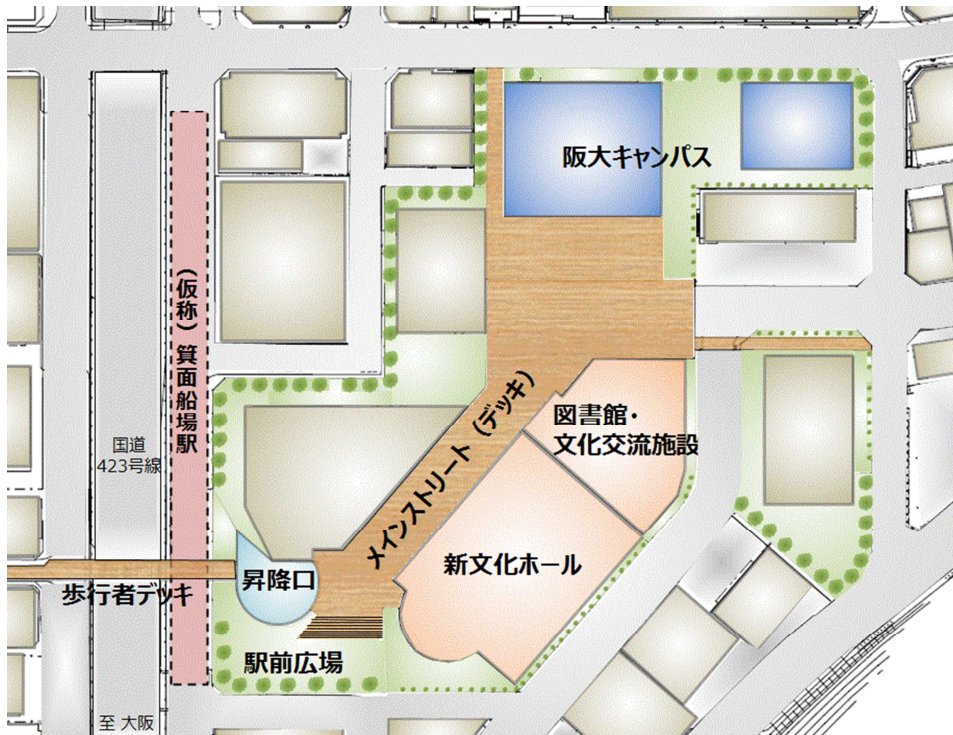 阪大キャンパス
(仮称)箕面船場駅
国道
423号線
メインストリート(デッキ)
図書館・
文化交流施設
新文化ホール
昇降口
歩行者デッキ
駅前広場
至 大阪